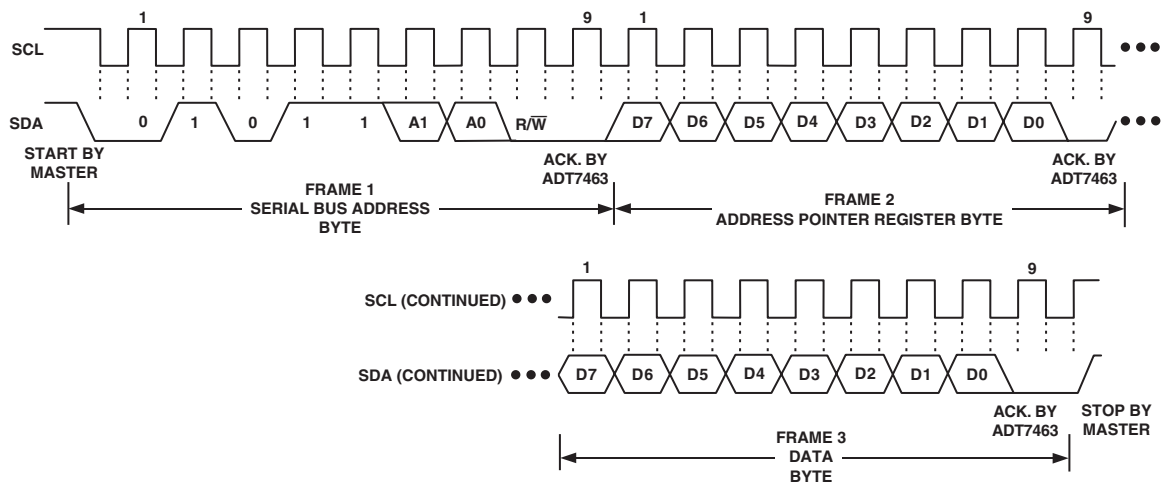 1 9 1 9
SCL
SDA 0 1 0 1 1 A1 A0 R/W̅ D7 D6 D5 D4 D3 D2 D1 D0
START BY
MASTER
ACK. BY
ADT7463
ACK. BY
ADT7463
FRAME 1
SERIAL BUS ADDRESS
BYTE
FRAME 2
ADDRESS POINTER REGISTER BYTE
1 9
SCL (CONTINUED)
SDA (CONTINUED) D7 D6 D5 D4 D3 D2 D1 D0
ACK. BY
ADT7463
STOP BY
MASTER
FRAME 3
DATA
BYTE